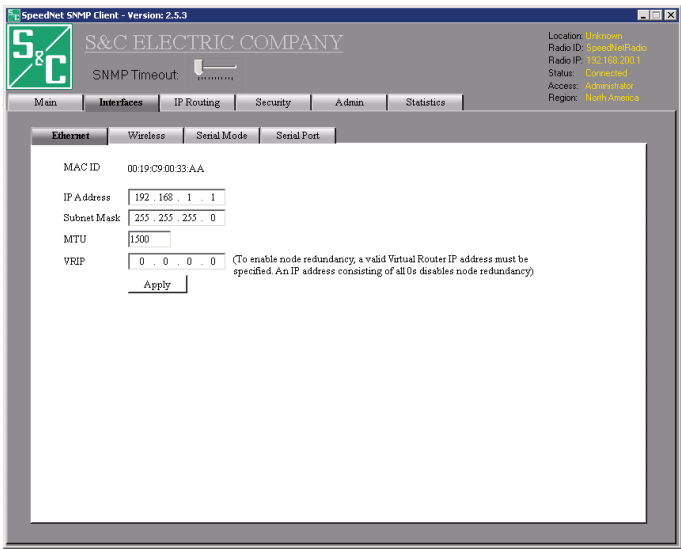 SpeedNet SNMP Client - Version: 2.5.3
S&C
S&C ELECTRIC COMPANY
SNMP Timeout:
Location: Unknown
Radio ID: SpeedNetRadio
Radio IP: 192.168.200.1
Status: Connected
Access: Administrator
Region: North America
Main Interfaces IP Routing Security Admin Statistics
Ethernet Wireless Serial Mode Serial Port
MAC ID 00:19:C9:00:33:AA
IP Address 192 . 168 . 1 . 1
Subnet Mask 255 . 255 . 255 . 0
MTU 1500
VRIP 0 . 0 . 0 . 0 (To enable node redundancy, a valid Virtual Router IP address must be
specified. An IP address consisting of all 0s disables node redundancy)
Apply